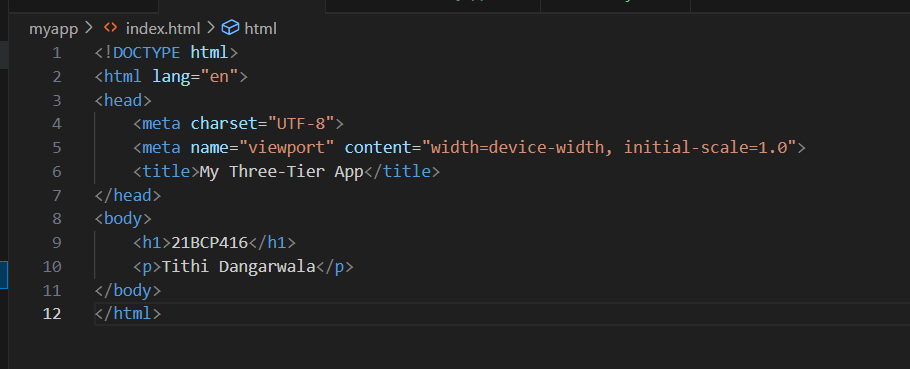 myapp > index.html > html
1 <!DOCTYPE html>
2 <html lang="en">
3 <head>
4     <meta charset="UTF-8">
5     <meta name="viewport" content="width=device-width, initial-scale=1.0">
6     <title>My Three-Tier App</title>
7 </head>
8 <body>
9     <h1>21BCP416</h1>
10     <p>Tithi Dangarwala</p>
11 </body>
12 </html>